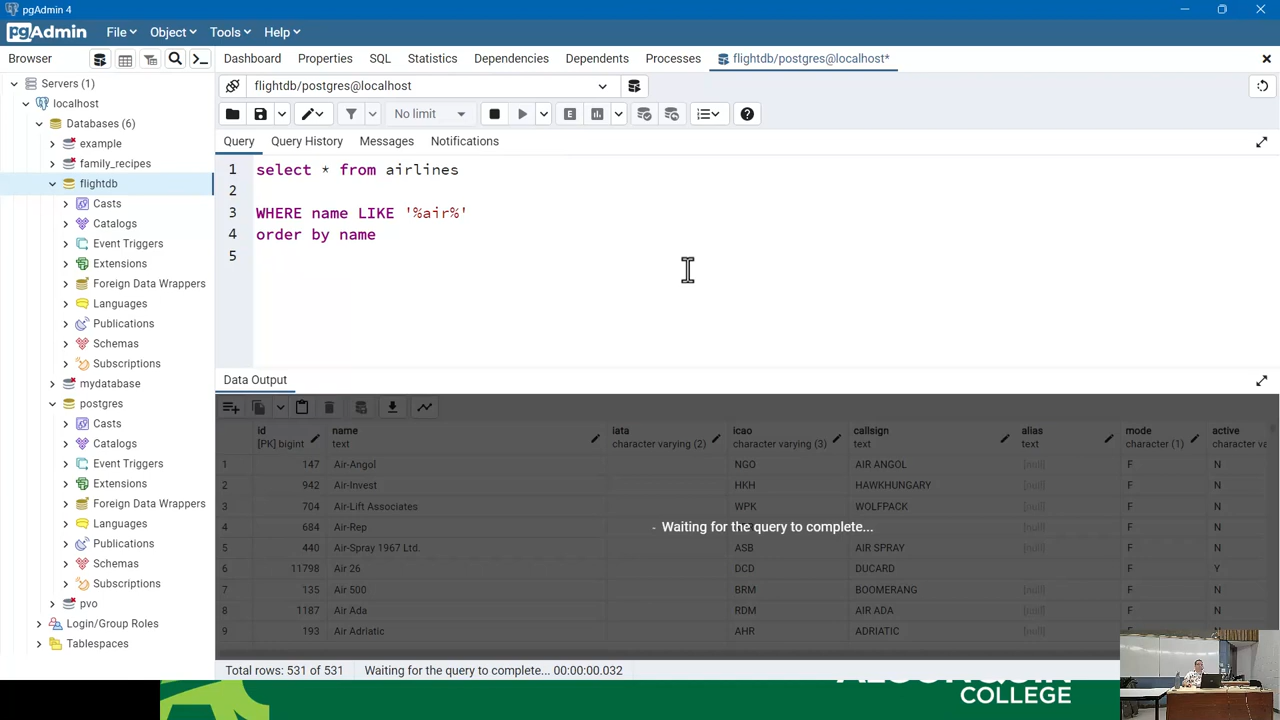 pgAdmin 4
pgAdmin File Object Tools Help
Browser Dashboard Properties SQL Statistics Dependencies Dependents Processes flightdb/postgres@localhost*
Servers (1)
localhost
Databases (6)
example
family_recipes
flightdb
Casts
Catalogs
Event Triggers
Extensions
Foreign Data Wrappers
Languages
Publications
Schemas
Subscriptions
mydatabase
postgres
Casts
Catalogs
Event Triggers
Extensions
Foreign Data Wrappers
Languages
Publications
Schemas
Subscriptions
pvo
Login/Group Roles
Tablespaces
flightdb/postgres@localhost
No limit
E
Query Query History Messages Notifications
1 select * from airlines
2
3 WHERE name LIKE '%air%'
4 order by name
5
Data Output
id name iata icao callsign alias mode active
[PK] bigint text character varying (2) character varying (3) text text character (1) character va
1 147 Air-Angol NGO AIR ANGOL [null] F N
2 942 Air-Invest HKH HAWKHUNGARY [null] F N
3 704 Air-Lift Associates WPK WOLFPACK [null] F N
4 684 Air-Rep [null] F N
5 440 Air-Spray 1967 Ltd. ASB AIR SPRAY [null] F N
6 11798 Air 26 DCD DUCARD F Y
7 135 Air 500 BRM BOOMERANG [null] F N
8 1187 Air Ada RDM AIR ADA [null] F N
9 193 Air Adriatic AHR ADRIATIC [null] F N
Waiting for the query to complete...
Total rows: 531 of 531 Waiting for the query to complete... 00:00:00.032
COLLEGE